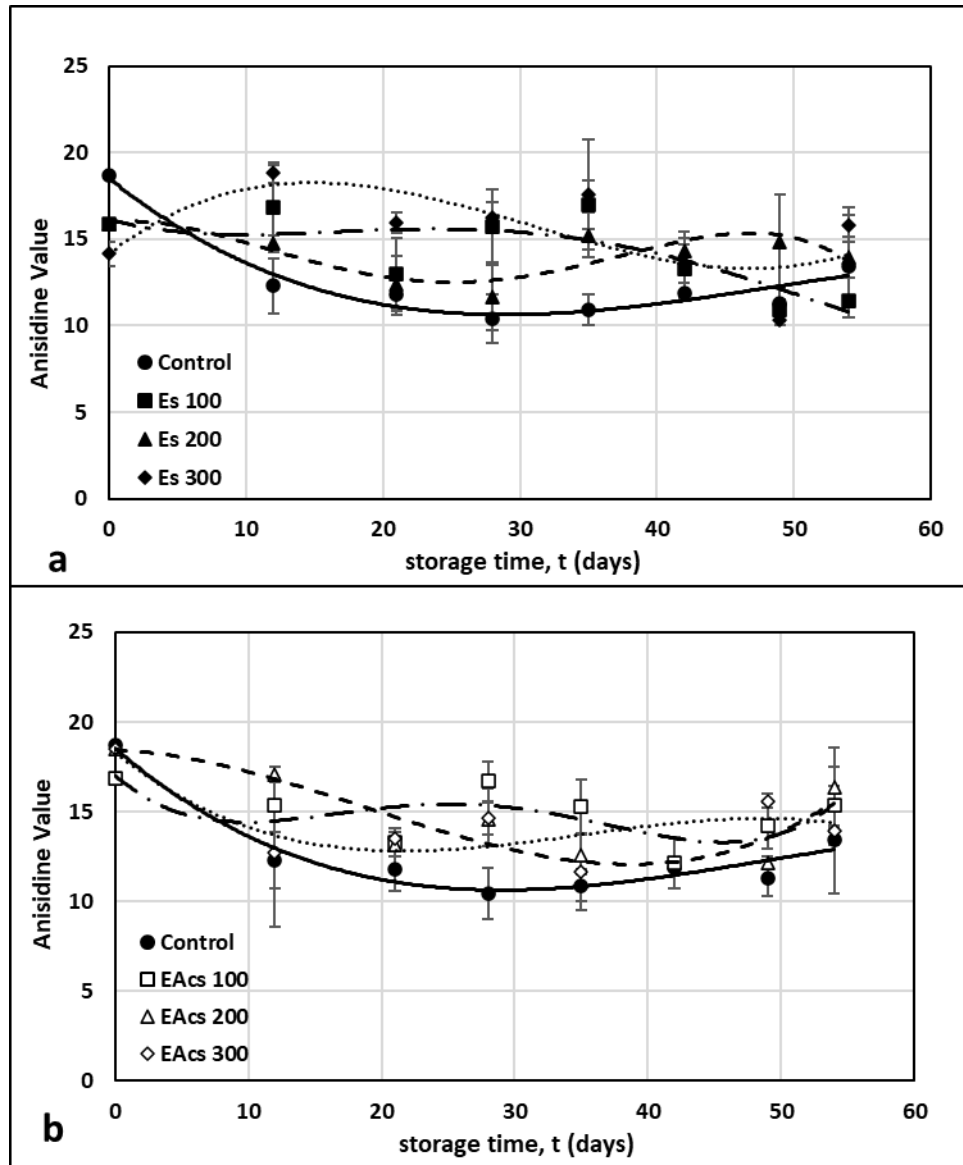 25
20
15
10
5
0
Anisidine Value
Control
Es 100
Es 200
Es 300
0 10 20 30 40 50 60
storage time, t (days)
a
25
20
15
10
5
0
Anisidine Value
Control
EAcs 100
EAcs 200
EAcs 300
0 10 20 30 40 50 60
storage time, t (days)
b